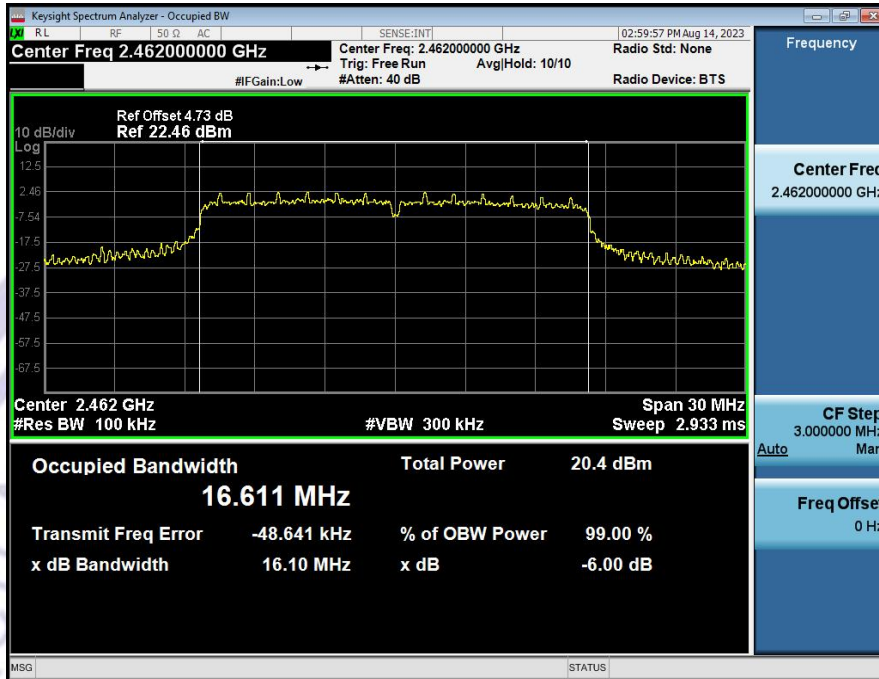 Keysight Spectrum Analyzer - Occupied BW
LXI RL RF 50 Ω AC SENSE:INT 02:59:57 PM Aug 14, 2023
Center Freq 2.462000000 GHz
Center Freq: 2.462000000 GHz
Radio Std: None
Trig: Free Run Avg|Hold: 10/10
#IFGain:Low
#Atten: 40 dB
Radio Device: BTS
Ref Offset 4.73 dB
10 dB/div Ref 22.46 dBm
Log
12.5
2.46
-7.54
-17.5
-27.5
-37.5
-47.5
-57.5
-67.5
Center 2.462 GHz Span 30 MHz
#Res BW 100 kHz #VBW 300 kHz Sweep 2.933 ms
Occupied Bandwidth Total Power 20.4 dBm
16.611 MHz
Transmit Freq Error -48.641 kHz % of OBW Power 99.00 %
x dB Bandwidth 16.10 MHz x dB -6.00 dB
MSG STATUS
Frequency
Center Freq
2.462000000 GHz
CF Step
3.000000 MHz
Auto Man
Freq Offset
0 Hz